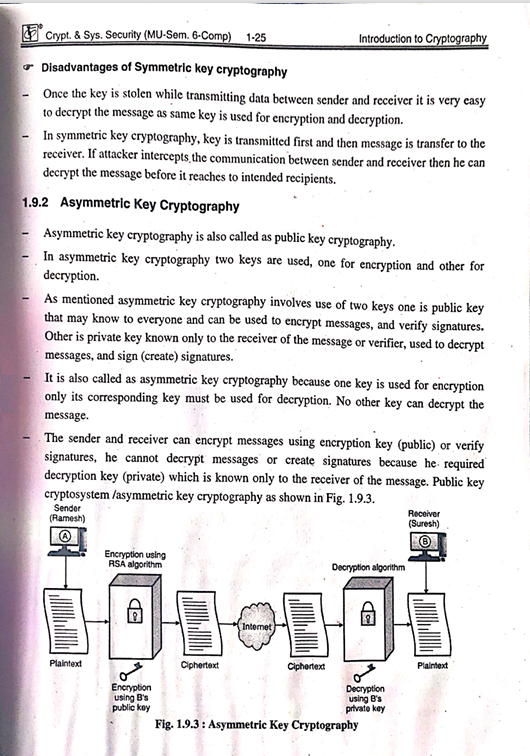 Crypt. & Sys. Security (MU-Sem. 6-Comp) 1-25 Introduction to Cryptography
☞ Disadvantages of Symmetric key cryptography
– Once the key is stolen while transmitting data between sender and receiver it is very easy
to decrypt the message as same key is used for encryption and decryption.
– In symmetric key cryptography, key is transmitted first and then message is transfer to the
receiver. If attacker intercepts the communication between sender and receiver then he can
decrypt the message before it reaches to intended recipients.
1.9.2 Asymmetric Key Cryptography
– Asymmetric key cryptography is also called as public key cryptography.
– In asymmetric key cryptography two keys are used, one for encryption and other for
decryption.
– As mentioned asymmetric key cryptography involves use of two keys one is public key
that may know to everyone and can be used to encrypt messages, and verify signatures.
Other is private key known only to the receiver of the message or verifier, used to decrypt
messages, and sign (create) signatures.
– It is also called as asymmetric key cryptography because one key is used for encryption
only its corresponding key must be used for decryption. No other key can decrypt the
message.
– The sender and receiver can encrypt messages using encryption key (public) or verify
signatures, he cannot decrypt messages or create signatures because he required
decryption key (private) which is known only to the receiver of the message. Public key
cryptosystem /asymmetric key cryptography as shown in Fig. 1.9.3.
Sender
(Ramesh)
A
Receiver
(Suresh)
B
Encryption using
RSA algorithm
Decryption algorithm
Internet
Plaintext
Ciphertext
Ciphertext
Plaintext
Encryption
using B's
public key
Decryption
using B's
private key
Fig. 1.9.3 : Asymmetric Key Cryptography